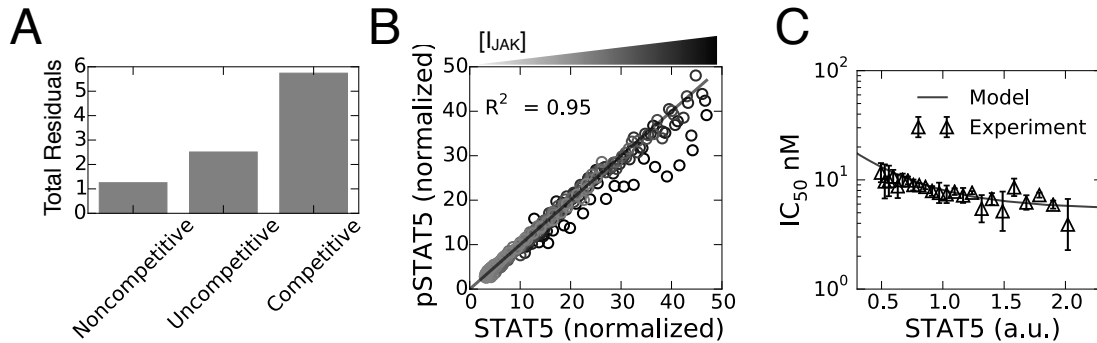 A
Total Residuals
6
5
4
3
2
1
0
Noncompetitive
Uncompetitive
Competitive
B
[I_JAK]
pSTAT5 (normalized)
50
40
30
20
10
0
R² = 0.95
0 10 20 30 40 50
STAT5 (normalized)
C
IC₅₀ nM
10²
10¹
10⁰
Model
Experiment
0.5 1.0 1.5 2.0
STAT5 (a.u.)